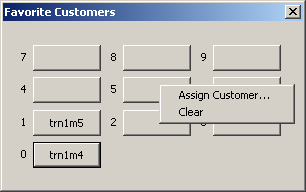 Favorite Customers
7 8 9
4 5
Assign Customer...
1 trn1m5 2
Clear
0 trn1m4